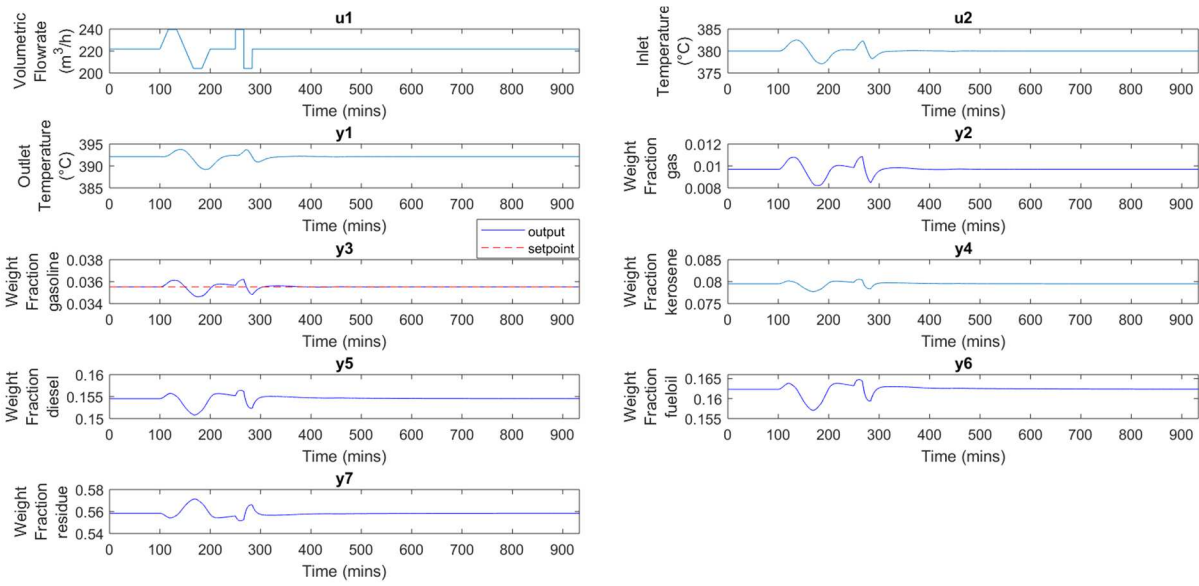 u1
Volumetric
Flowrate
(m³/h)
240
220
200
0 100 200 300 400 500 600 700 800 900
Time (mins)
u2
Inlet
Temperature
(°C)
385
380
375
0 100 200 300 400 500 600 700 800 900
Time (mins)
y1
Outlet
Temperature
(°C)
395
390
385
0 100 200 300 400 500 600 700 800 900
Time (mins)
y2
Weight
Fraction
gas
0.012
0.01
0.008
0 100 200 300 400 500 600 700 800 900
Time (mins)
output
setpoint
y3
Weight
Fraction
gasoline
0.038
0.036
0.034
0 100 200 300 400 500 600 700 800 900
Time (mins)
y4
Weight
Fraction
kerosene
0.085
0.08
0.075
0 100 200 300 400 500 600 700 800 900
Time (mins)
y5
Weight
Fraction
diesel
0.16
0.155
0.15
0 100 200 300 400 500 600 700 800 900
Time (mins)
y6
Weight
Fraction
fueloil
0.165
0.16
0.155
0 100 200 300 400 500 600 700 800 900
Time (mins)
y7
Weight
Fraction
residue
0.58
0.56
0.54
0 100 200 300 400 500 600 700 800 900
Time (mins)